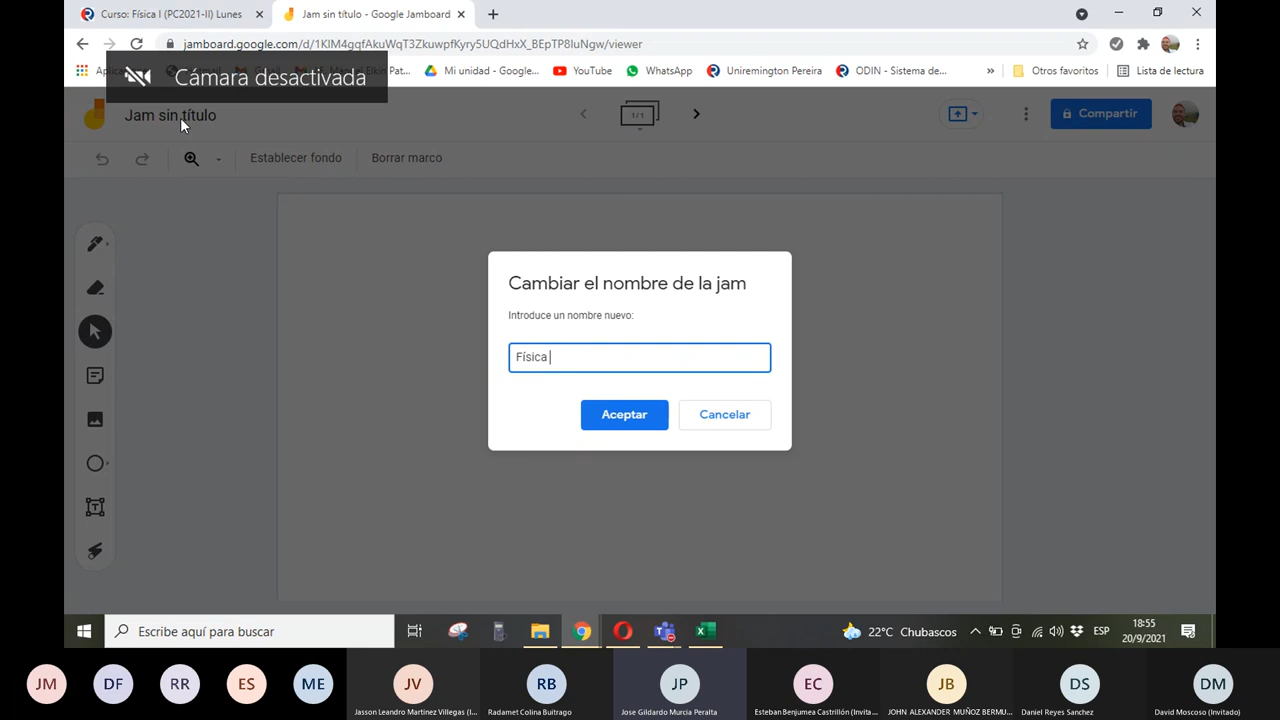 Curso: Física I (PC2021-II) Lunes
Jam sin título - Google Jamboard
jamboard.google.com/d/1KlM4gqfAkuWqT3ZkuwpfKyry5UQdHxX_BEpTP8IuNgw/viewer
Mi unidad - Google...
YouTube
WhatsApp
Uniremington Pereira
ODIN - Sistema de...
»
Otros favoritos
Lista de lectura
Cámara desactivada
Jam sin título
1/1
Compartir
Establecer fondo
Borrar marco
Cambiar el nombre de la jam
Introduce un nombre nuevo:
Física
Aceptar
Cancelar
Escribe aquí para buscar
22°C Chubascos
ESP
18:55
20/9/2021
JM
DF
RR
ES
ME
JV
RB
JP
EC
JB
DS
DM
Jasson Leandro Martinez Villegas (I...
Radamet Colina Buitrago
Jose Gildardo Murcia Peralta
Esteban Benjumea Castrillón (Invita...
JOHN ALEXANDER MUÑOZ BERMU...
Daniel Reyes Sanchez
David Moscoso (Invitado)